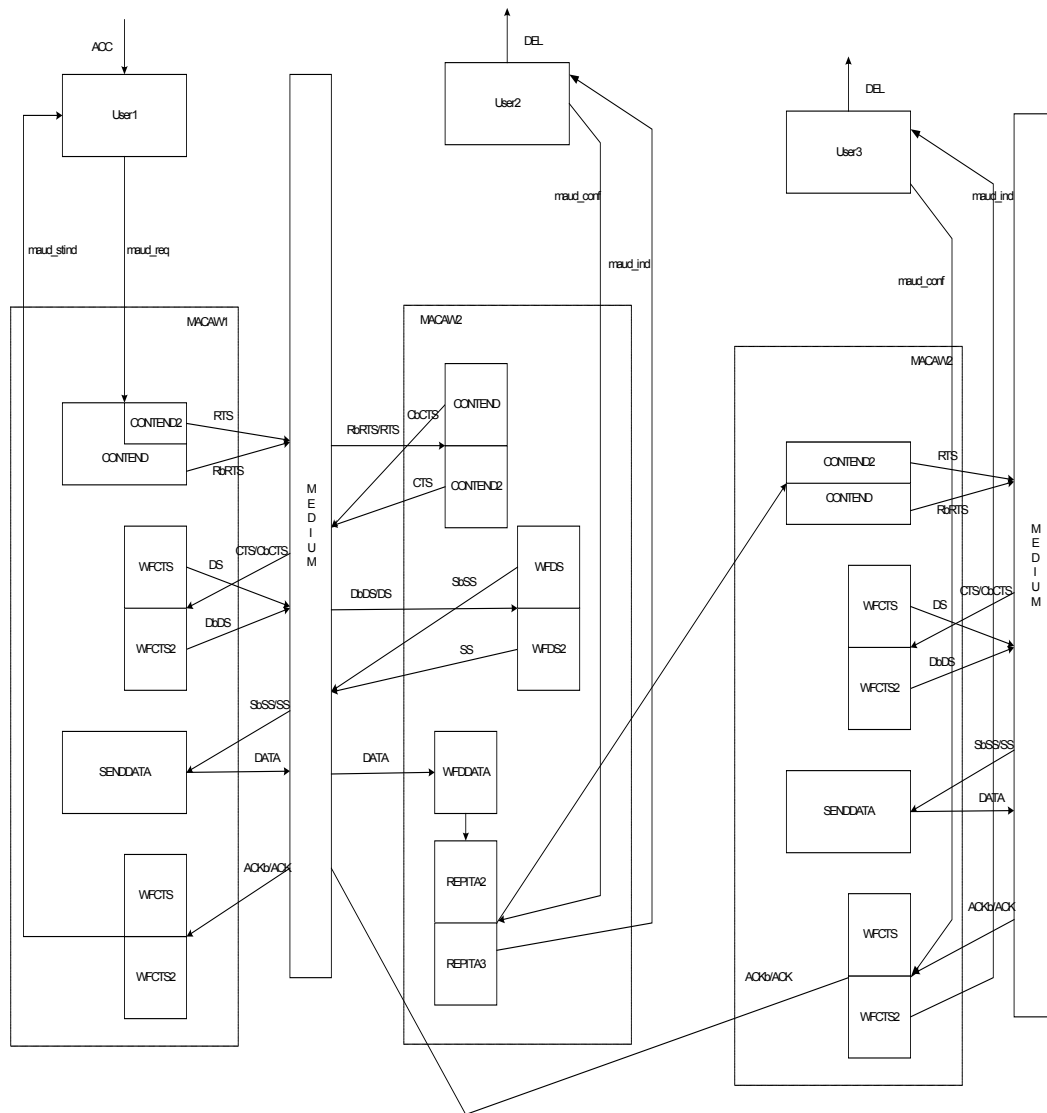 ACC
DEL
User1
User2
DEL
User3
maud_conf
maud_ind
maud_stind
maud_req
maud_ind
maud_conf
MACAW1
MACAW2
MACAW2
CONTEND2
RTS
CONTEND
RbRTS
MEDIUM
RbRTS/RTS
CbCTS
CONTEND
CTS
CONTEND2
CONTEND2
RTS
CONTEND
RbRTS
MEDIUM
WFCTS
DS
CTS/CbCTS
WFCTS2
DbDS
DbDS/DS
SbSS
WFDS
SS
WFDS2
WFCTS
DS
CTS/CbCTS
WFCTS2
DbDS
SbSS/SS
SENDDATA
DATA
DATA
WFDDATA
SbSS/SS
SENDDATA
DATA
WFCTS
ACKb/ACK
WFCTS2
REPITA2
REPITA3
WFCTS
ACKb/ACK
ACKb/ACK
WFCTS2